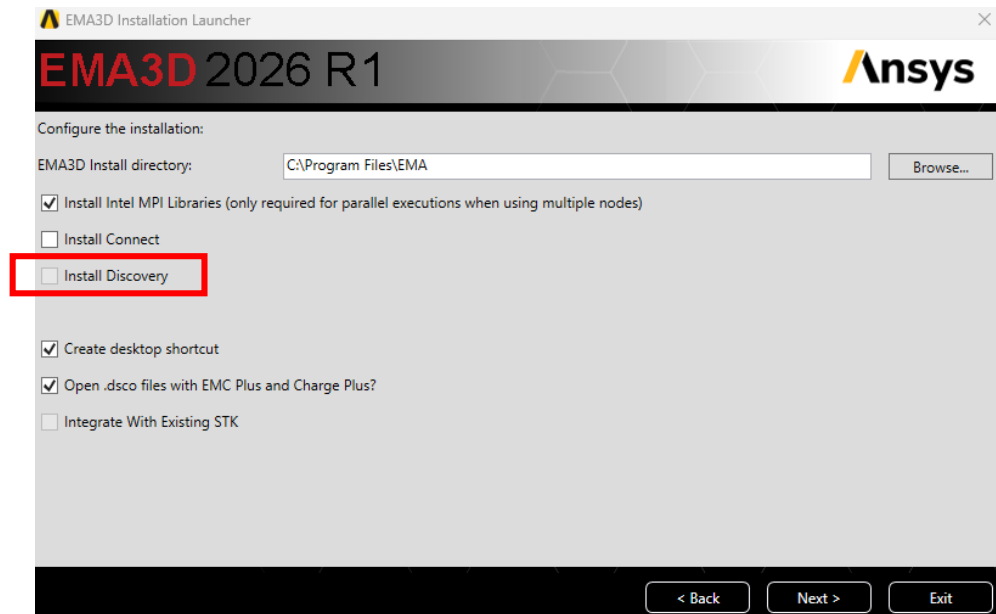 EMA3D Installation Launcher
EMA3D 2026 R1
Ansys
Configure the installation:
EMA3D Install directory:
C:\Program Files\EMA
Browse...
Install Intel MPI Libraries (only required for parallel executions when using multiple nodes)
Install Connect
Install Discovery
Create desktop shortcut
Open .dsco files with EMC Plus and Charge Plus?
Integrate With Existing STK
< Back
Next >
Exit